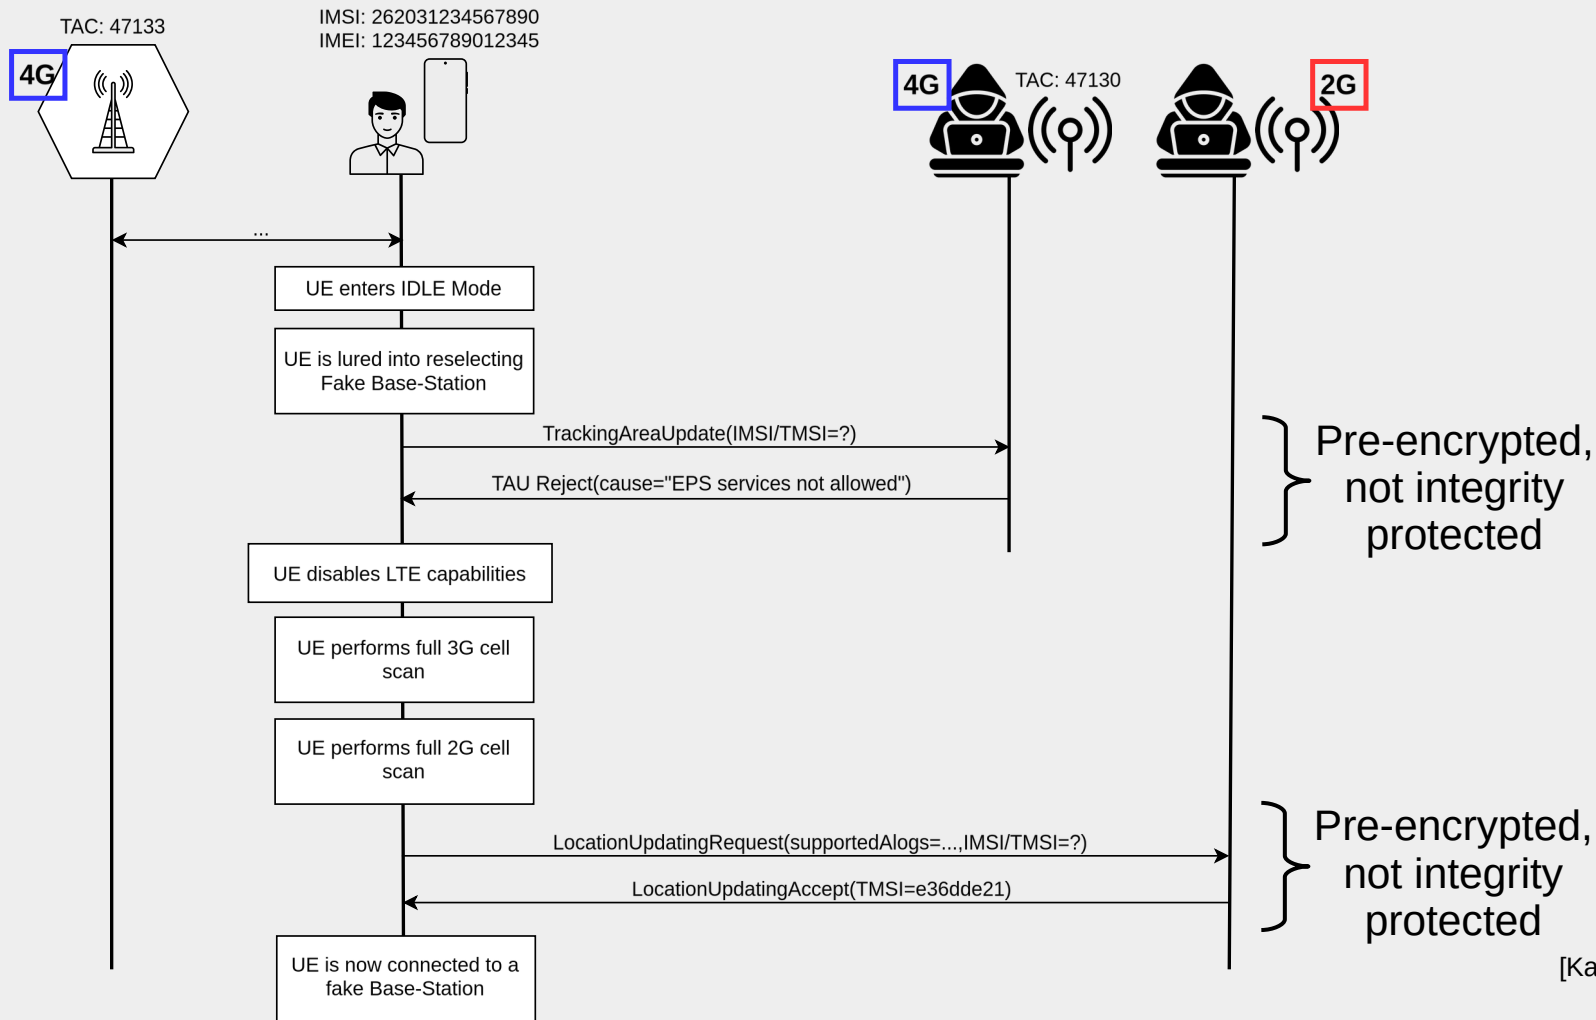 TAC: 47133
4G
IMSI: 262031234567890
IMEI: 123456789012345
4G
TAC: 47130
2G
...
UE enters IDLE Mode
UE is lured into reselecting
Fake Base-Station
TrackingAreaUpdate(IMSI/TMSI=?)
TAU Reject(cause="EPS services not allowed")
Pre-encrypted,
not integrity
protected
UE disables LTE capabilities
UE performs full 3G cell
scan
UE performs full 2G cell
scan
LocationUpdatingRequest(supportedAlogs=...,IMSI/TMSI=?)
LocationUpdatingAccept(TMSI=e36dde21)
Pre-encrypted,
not integrity
protected
UE is now connected to a
fake Base-Station
[Ka